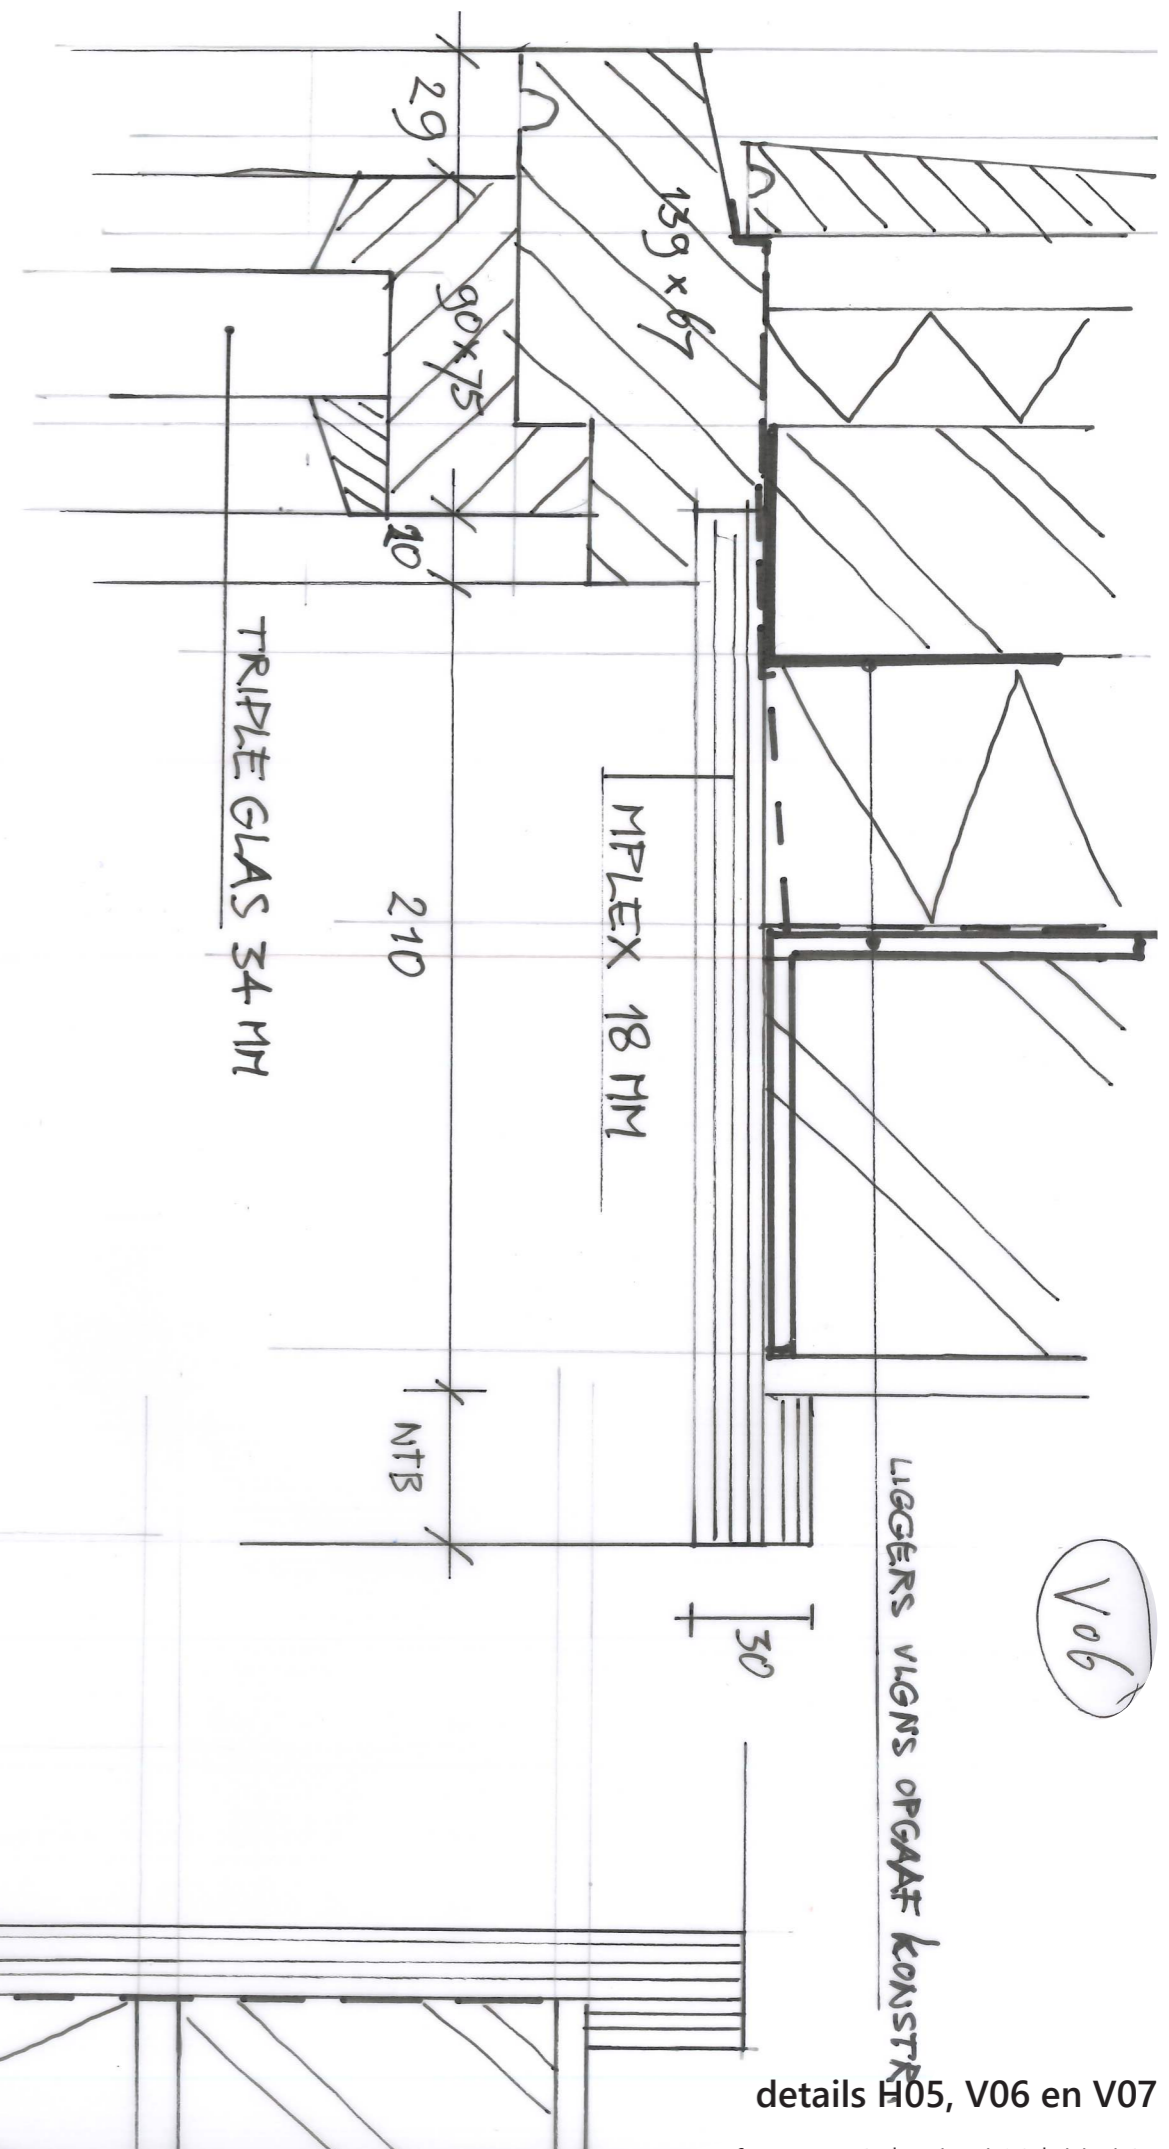 29
139 x 67
90 x 75
20
TRIPLE GLAS 34 MM
210
MPLEX 18 MM
NTB
30
V06
LIGGERS VLGNS OPGAAF KONSTR
details H05, V06 en V07